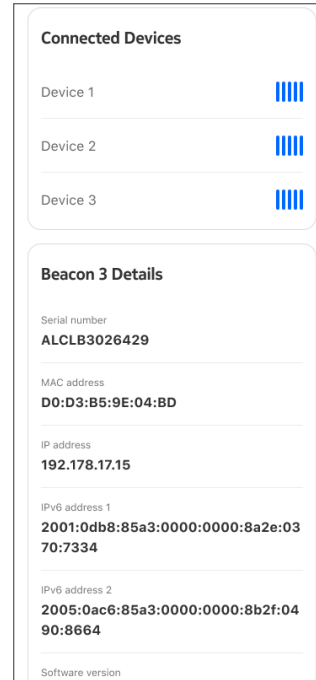 Connected Devices
Device 1
Device 2
Device 3
Beacon 3 Details
Serial number
ALCLB3026429
MAC address
D0:D3:B5:9E:04:BD
IP address
192.178.17.15
IPv6 address 1
2001:0db8:85a3:0000:0000:8a2e:03
70:7334
IPv6 address 2
2005:0ac6:85a3:0000:0000:8b2f:04
90:8664
Software version